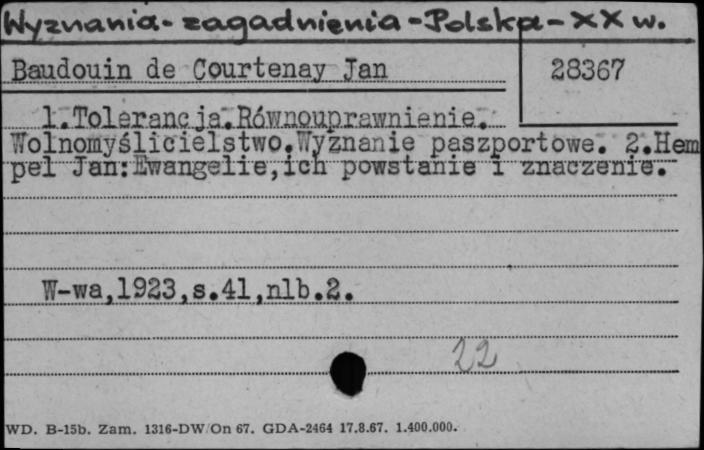 Wyznania-zagadnienia-Polska-XX w.
Baudouin de Courtenay Jan
28367
1.Tolerancja.Równouprawnienie.
Wolnomyślicielstwo.Wyznanie paszportowe. 2.Hem
pel Jan:Ewangelie,ich powstanie i znaczenie.
W-wa,1923,s.41,nlb.2.
22
WD. B-15b. Zam. 1316-DW/On 67. GDA-2464 17.8.67. 1.400.000.